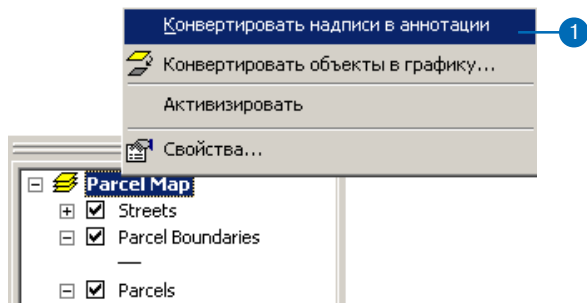 Конвертировать надписи в аннотации
1
Конвертировать объекты в графику...
Активизировать
Свойства...
Parcel Map
Streets
Parcel Boundaries
Parcels